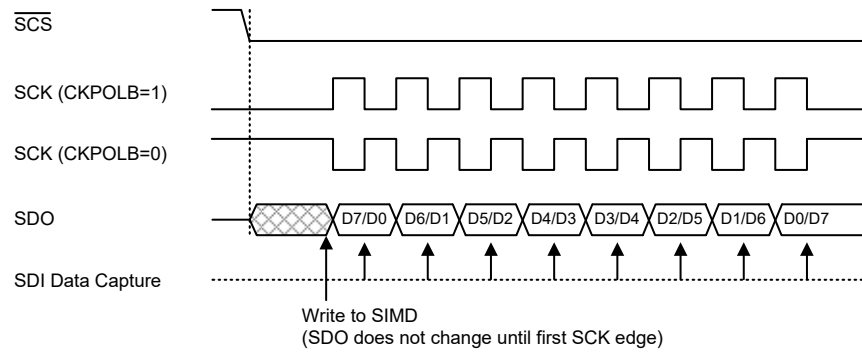 SCS
SCK (CKPOLB=1)
SCK (CKPOLB=0)
SDO
D7/D0 D6/D1 D5/D2 D4/D3 D3/D4 D2/D5 D1/D6 D0/D7
SDI Data Capture
Write to SIMD
(SDO does not change until first SCK edge)